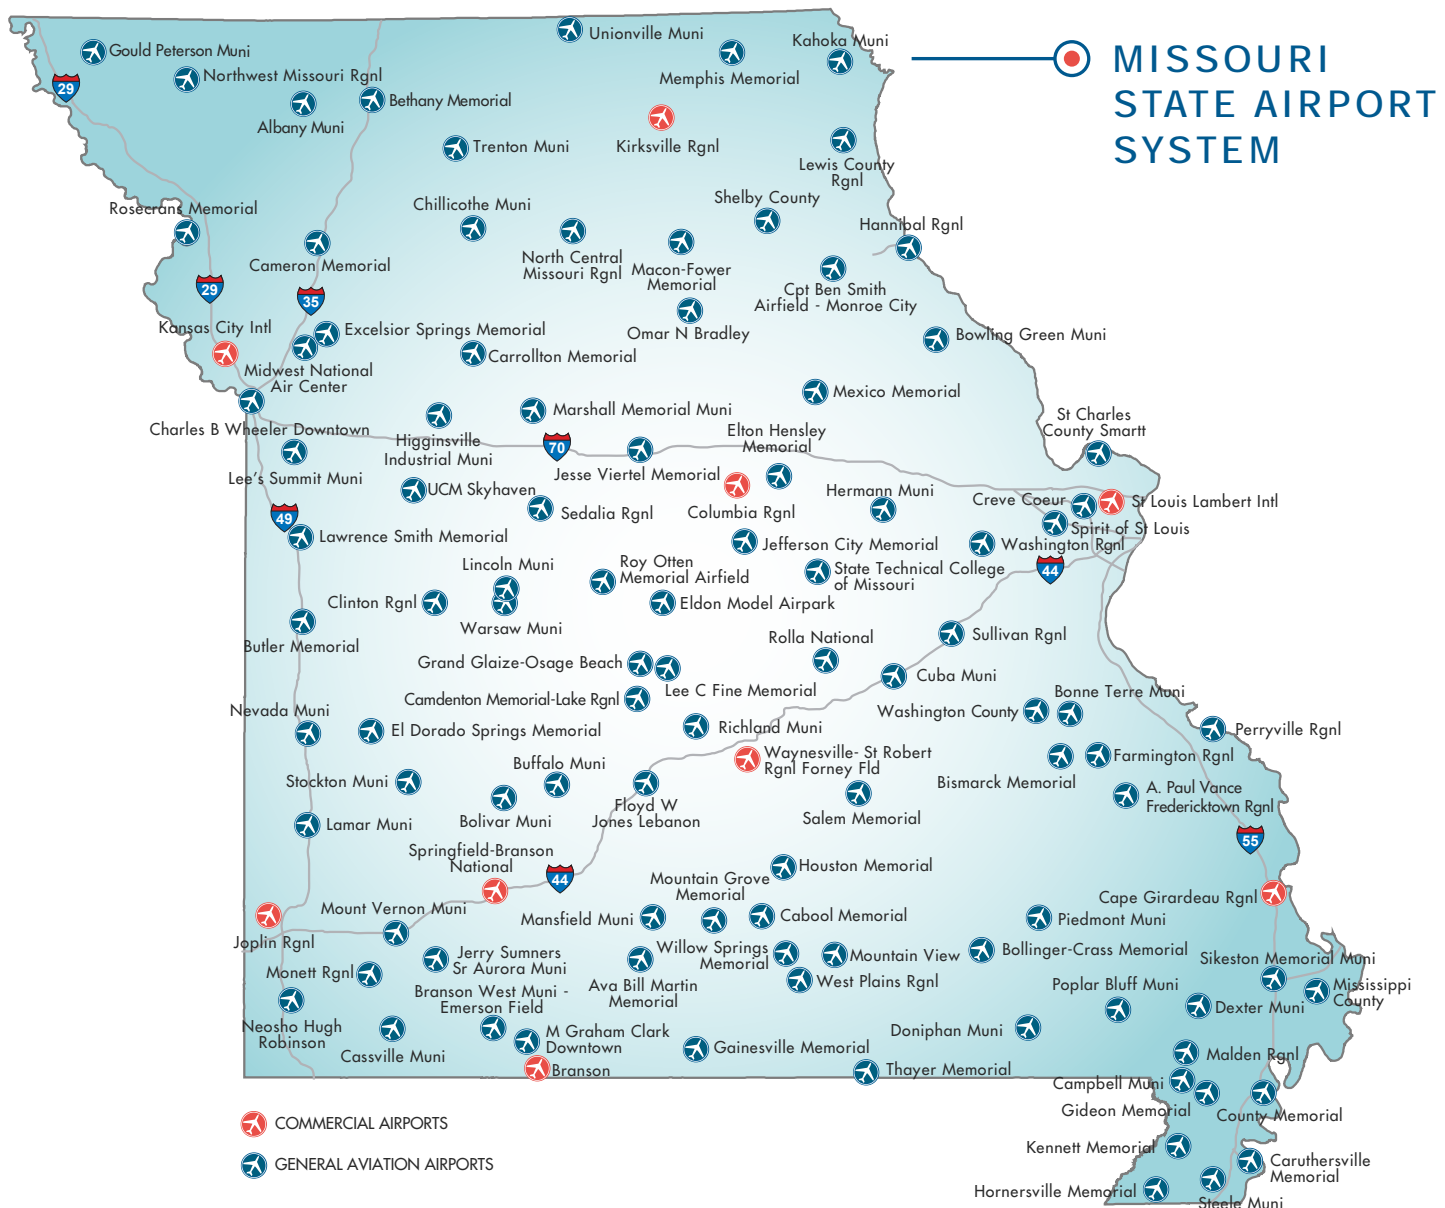 MISSOURI
STATE AIRPORT
SYSTEM
Unionville Muni
Gould Peterson Muni
Kahoka Muni
Northwest Missouri Rgnl
Memphis Memorial
29
Bethany Memorial
Albany Muni
Kirksville Rgnl
Trenton Muni
Lewis County
Rgnl
Shelby County
Chillicothe Muni
Rosecrans Memorial
Hannibal Rgnl
North Central
Missouri Rgnl
Cameron Memorial
Macon-Fower
Memorial
Cpt Ben Smith
Airfield - Monroe City
29
35
Kansas City Intl
Excelsior Springs Memorial
Omar N Bradley
Bowling Green Muni
Carrollton Memorial
Midwest National
Air Center
Mexico Memorial
Marshall Memorial Muni
St Charles
County Smartt
Charles B Wheeler Downtown
Higginsville
Industrial Muni
70
Elton Hensley
Memorial
Lee's Summit Muni
Jesse Viertel Memorial
UCM Skyhaven
Hermann Muni
Creve Coeur
St Louis Lambert Intl
Sedalia Rgnl
Columbia Rgnl
49
Spirit of St Louis
Lawrence Smith Memorial
Jefferson City Memorial
Washington Rgnl
Lincoln Muni
Roy Otten
Memorial Airfield
State Technical College
of Missouri
44
Clinton Rgnl
Eldon Model Airpark
Warsaw Muni
Rolla National
Sullivan Rgnl
Butler Memorial
Grand Glaize-Osage Beach
Cuba Muni
Lee C Fine Memorial
Camdenton Memorial-Lake Rgnl
Bonne Terre Muni
Nevada Muni
Washington County
El Dorado Springs Memorial
Richland Muni
Perryville Rgnl
Waynesville- St Robert
Rgnl Forney Fld
Buffalo Muni
Farmington Rgnl
Stockton Muni
Bismarck Memorial
A. Paul Vance
Fredericktown Rgnl
Floyd W
Jones Lebanon
Bolivar Muni
Salem Memorial
Lamar Muni
55
Springfield-Branson
National
44
Houston Memorial
Mountain Grove
Memorial
Cape Girardeau Rgnl
Mount Vernon Muni
Mansfield Muni
Cabool Memorial
Piedmont Muni
Joplin Rgnl
Willow Springs
Memorial
Jerry Sumners
Sr Aurora Muni
Mountain View
Bollinger-Crass Memorial
Sikeston Memorial Muni
Monett Rgnl
Ava Bill Martin
Memorial
West Plains Rgnl
Poplar Bluff Muni
Mississippi
County
Branson West Muni -
Emerson Field
Dexter Muni
Neosho Hugh
Robinson
M Graham Clark
Downtown
Doniphan Muni
Cassville Muni
Gainesville Memorial
Malden Rgnl
Branson
Thayer Memorial
Campbell Muni
Gideon Memorial
County Memorial
COMMERCIAL AIRPORTS
Kennett Memorial
GENERAL AVIATION AIRPORTS
Caruthersville
Memorial
Hornersville Memorial
Steele Muni